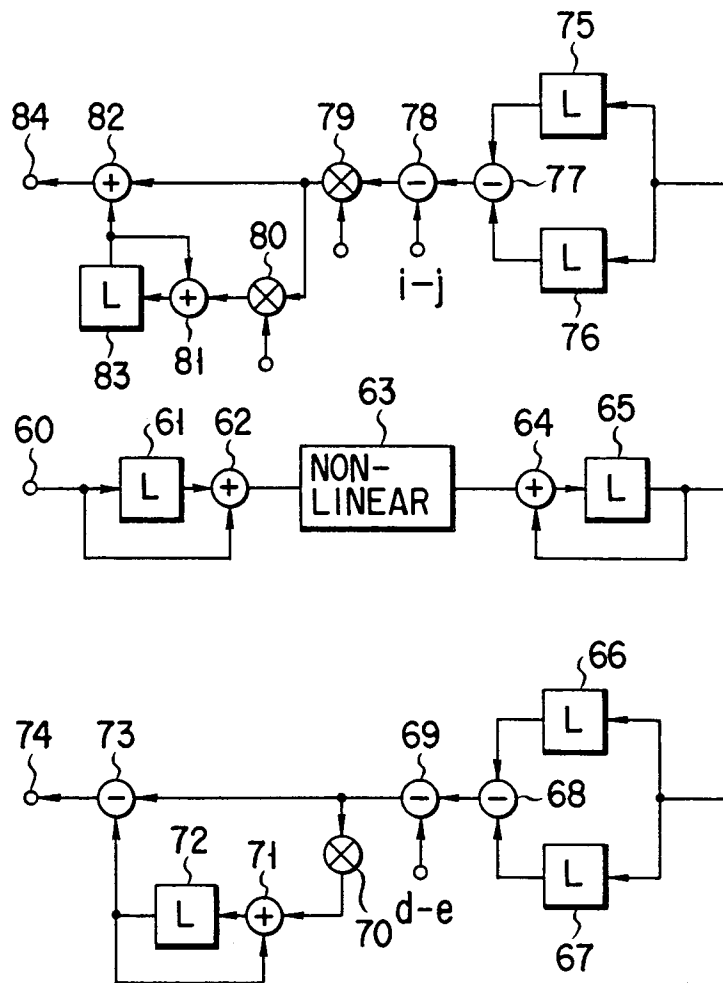 75
84 82 79 78
L
+ × − − 77
80
L × L
+ i-j
83 81 76
60 61 62 63 64 65
L + NON-LINEAR + L
66
74 73 69 L
− − − 68
72 71 ×
L + 70 d-e L
67